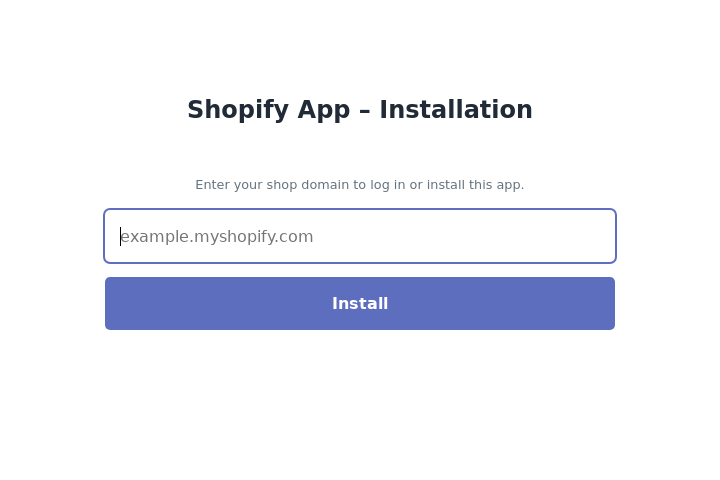 Shopify App – Installation
Enter your shop domain to log in or install this app.
example.myshopify.com
Install